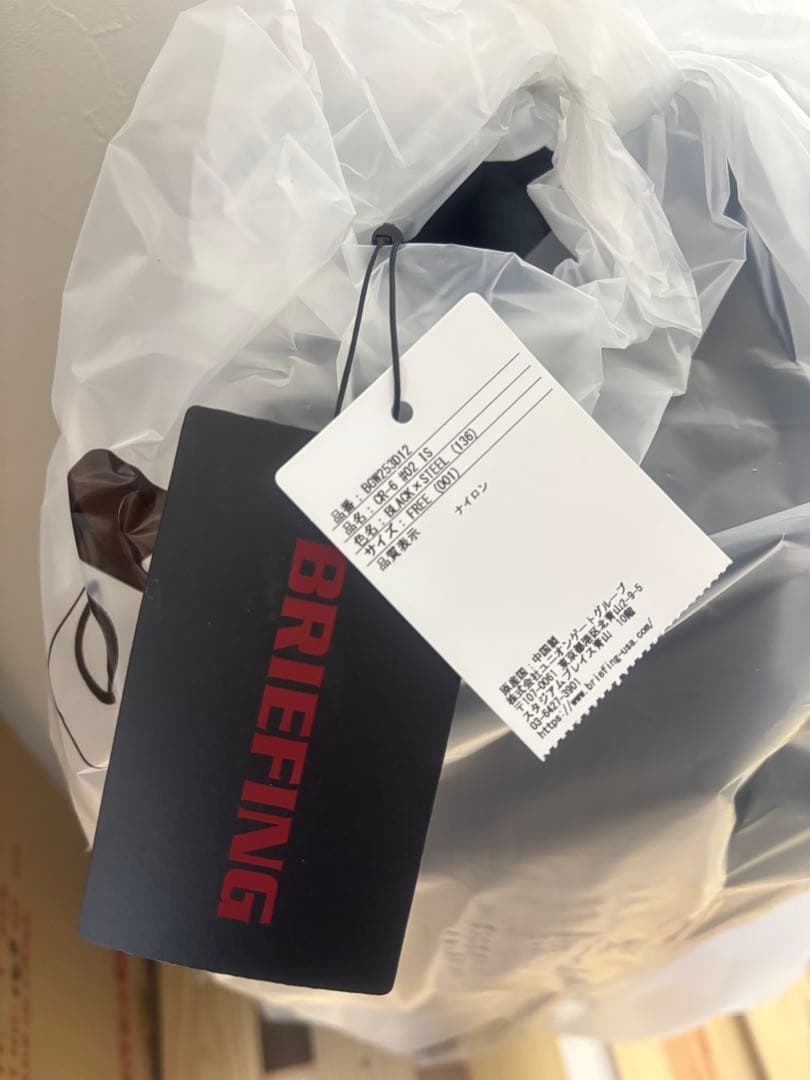 品番：BGW253D12
品名：CR-6 #02 IS
色名：BLACK×STEEL (136)
サイズ：FREE (001)
品質表示
ナイロン
原産国：中国製
株式会社ユニオンゲートグループ
〒107-0061 東京都港区北青山2-9-5
スタジアムプレイス青山 10階
03-6427-3901
https://www.briefing-usa.com/
BRIEFING